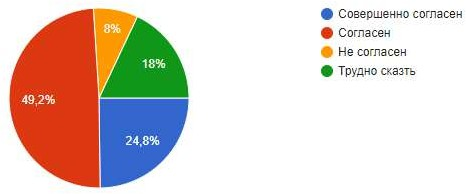 Совершенно согласен
Согласен
Не согласен
Трудно сказть
8%
18%
49,2%
24,8%